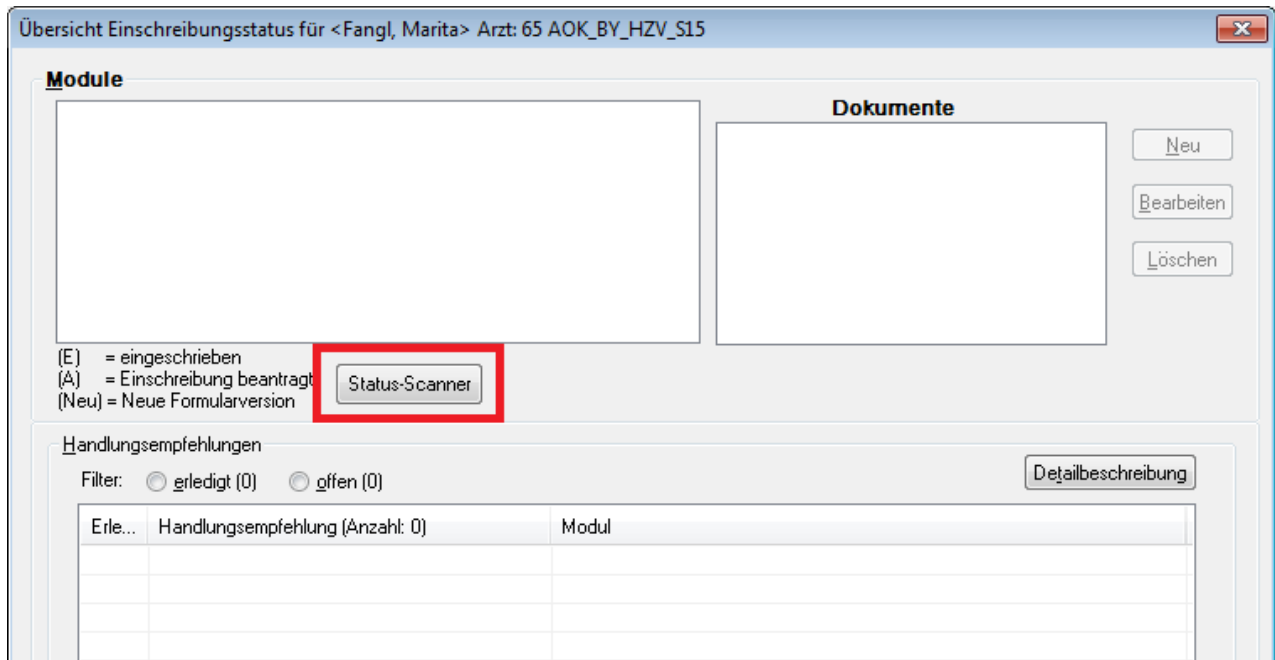 Übersicht Einschreibungsstatus für <Fangl, Marita> Arzt: 65 AOK_BY_HZV_S15
Module
Dokumente
Neu
Bearbeiten
Löschen
(E) = eingeschrieben
(A) = Einschreibung beantragt
(Neu) = Neue Formularversion
Status-Scanner
Handlungsempfehlungen
Filter: erledigt (0) offen (0)
Detailbeschreibung
Erle... Handlungsempfehlung (Anzahl: 0) Modul